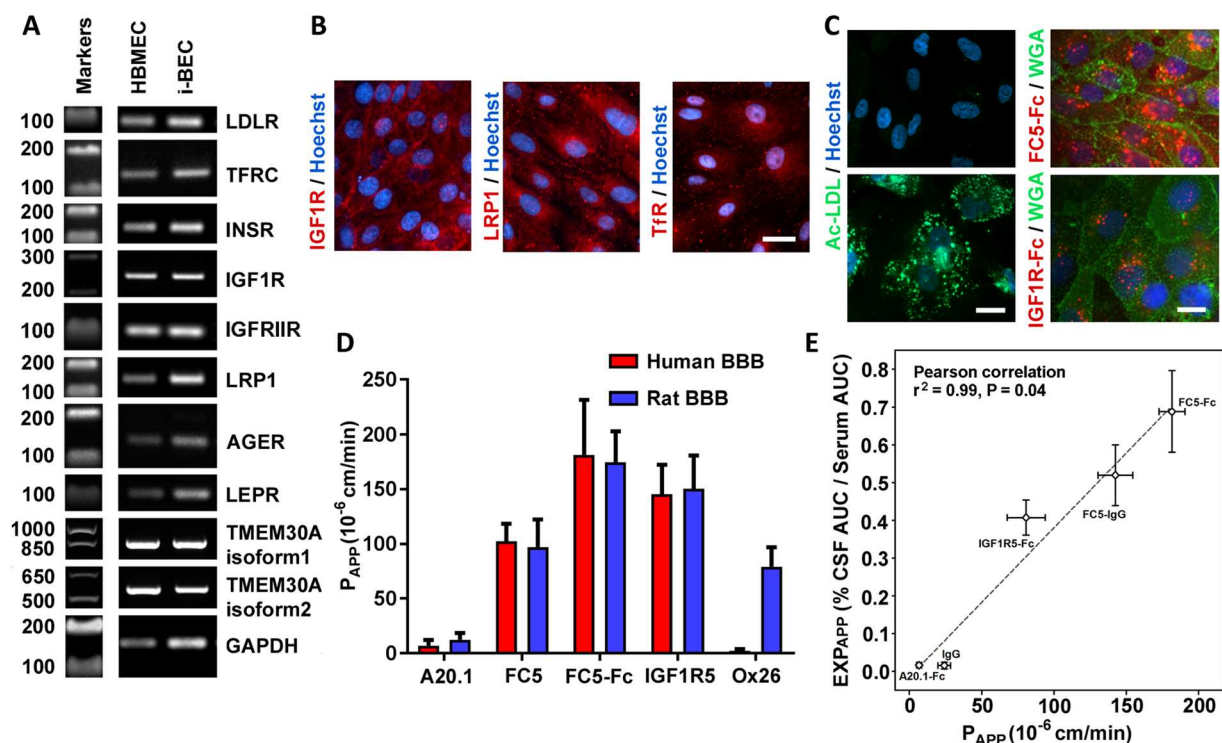 A
Markers
HBMEC
i-BEC
100
LDLR
200
TFRC
100
200
INSR
100
300
IGF1R
200
100
IGFRIIR
200
LRP1
100
200
AGER
100
100
LEPR
1000
850
TMEM30A
isoform1
650
500
TMEM30A
isoform2
200
GAPDH
100
B
IGF1R / Hoechst
LRP1 / Hoechst
TfR / Hoechst
C
Ac-LDL / Hoechst
FC5-Fc / WGA
IGF1R-Fc / WGA
D
Human BBB
Rat BBB
PAPP (10-6 cm/min)
250
200
150
100
50
0
A20.1
FC5
FC5-Fc
IGF1R5
Ox26
E
Pearson correlation
r2 = 0.99, P = 0.04
EXPAPP (% CSF AUC / Serum AUC)
0.8
0.7
0.6
0.5
0.4
0.3
0.2
0.1
0.0
FC5-Fc
FC5-IgG
IGF1R5-Fc
IgG
A20.1-Fc
0
50
100
150
200
PAPP (10-6 cm/min)